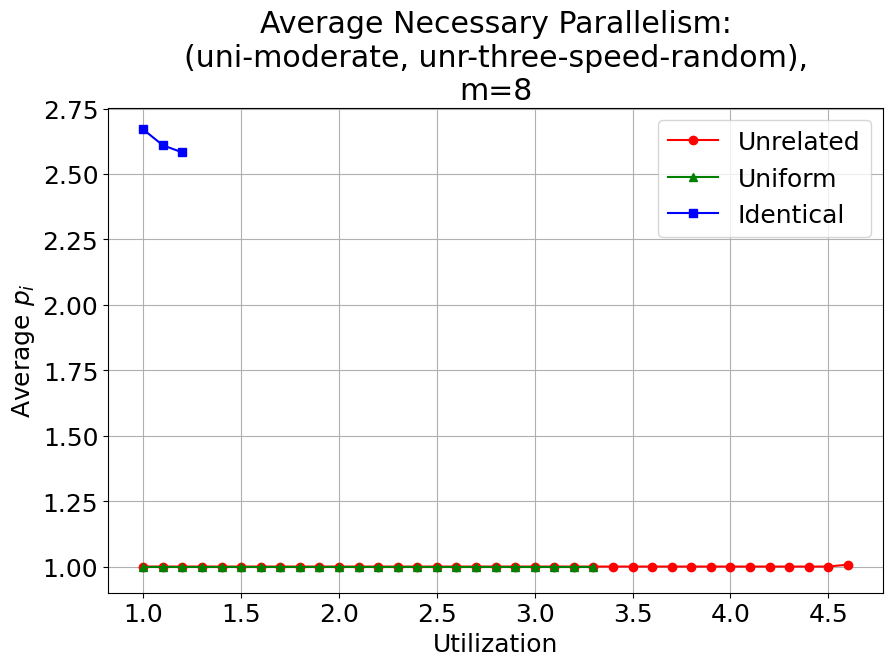 Average Necessary Parallelism:
(uni-moderate, unr-three-speed-random),
m=8
2.75
2.50
2.25
2.00
1.75
1.50
1.25
1.00
Average $p_i$
Unrelated
Uniform
Identical
1.0 1.5 2.0 2.5 3.0 3.5 4.0 4.5
Utilization